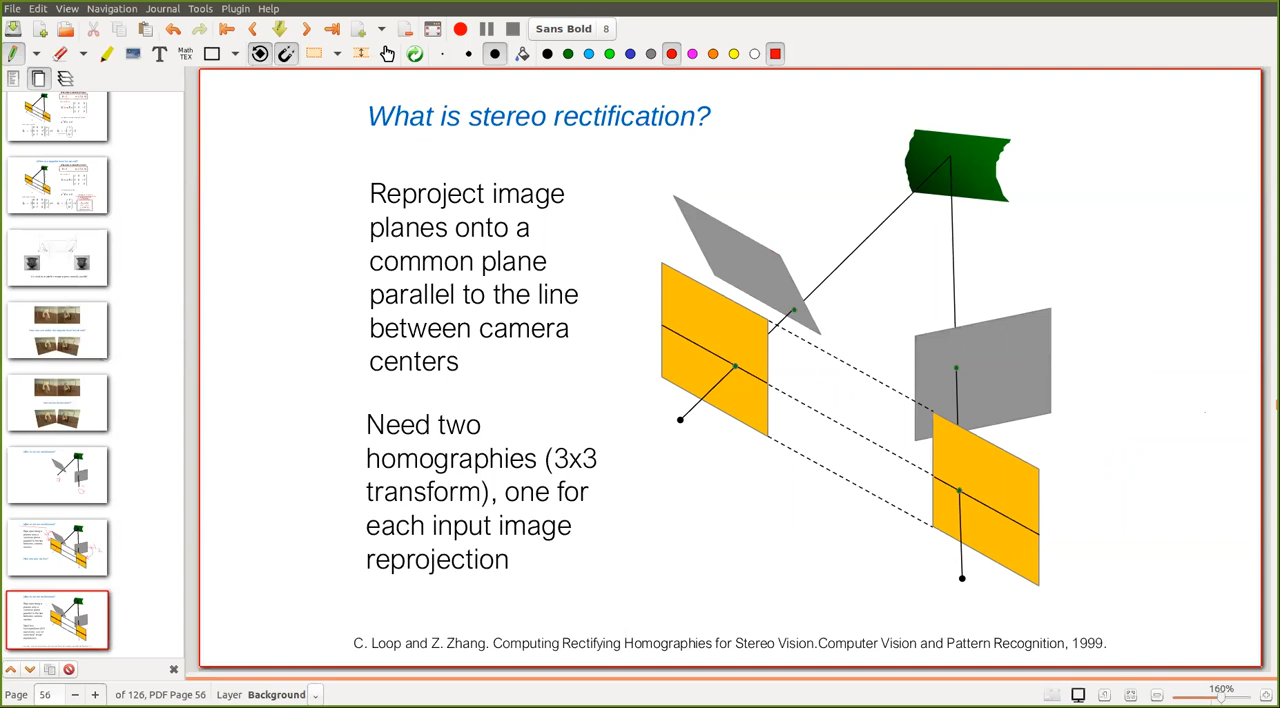 File Edit View Navigation Journal Tools Plugin Help
Sans Bold 8
T Math TEX
What is stereo rectification?
Reproject image
planes onto a
common plane
parallel to the line
between camera
centers
Need two
homographies (3x3
transform), one for
each input image
reprojection
C. Loop and Z. Zhang. Computing Rectifying Homographies for Stereo Vision.Computer Vision and Pattern Recognition, 1999.
Page 56 of 126, PDF Page 56 Layer Background 160%